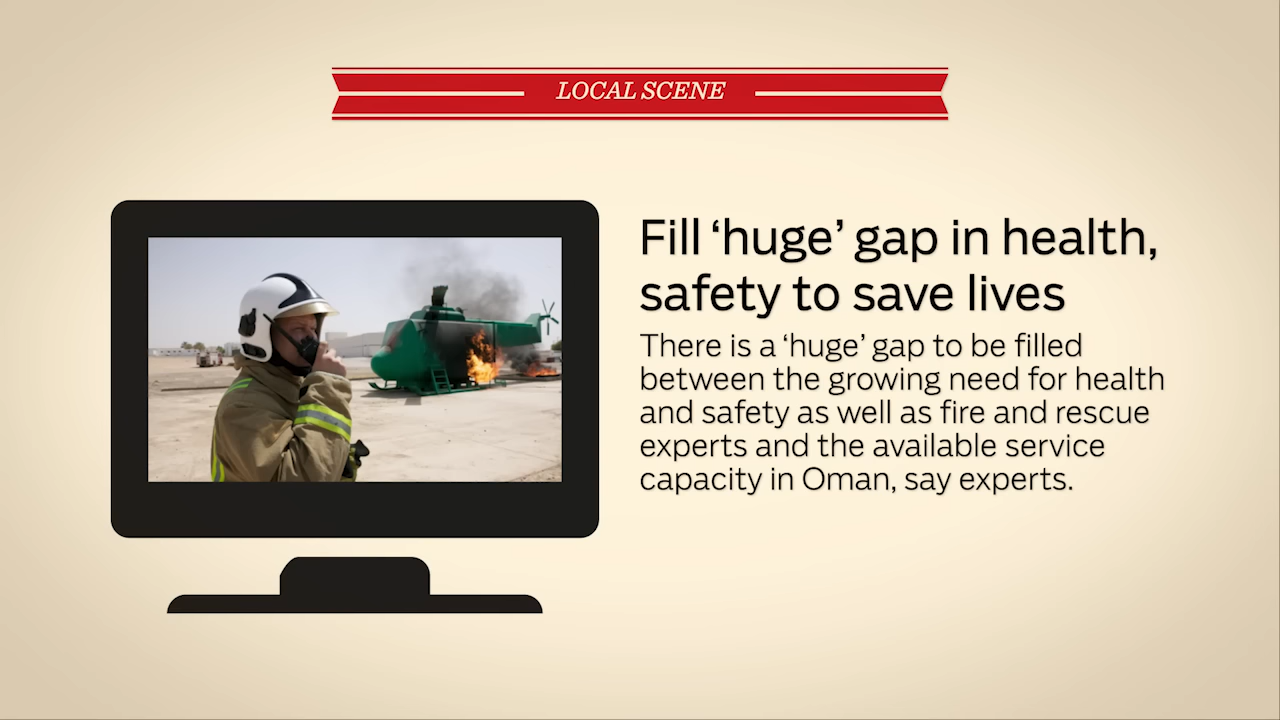 LOCAL SCENE
Fill ‘huge’ gap in health,
safety to save lives
There is a ‘huge’ gap to be filled
between the growing need for health
and safety as well as fire and rescue
experts and the available service
capacity in Oman, say experts.